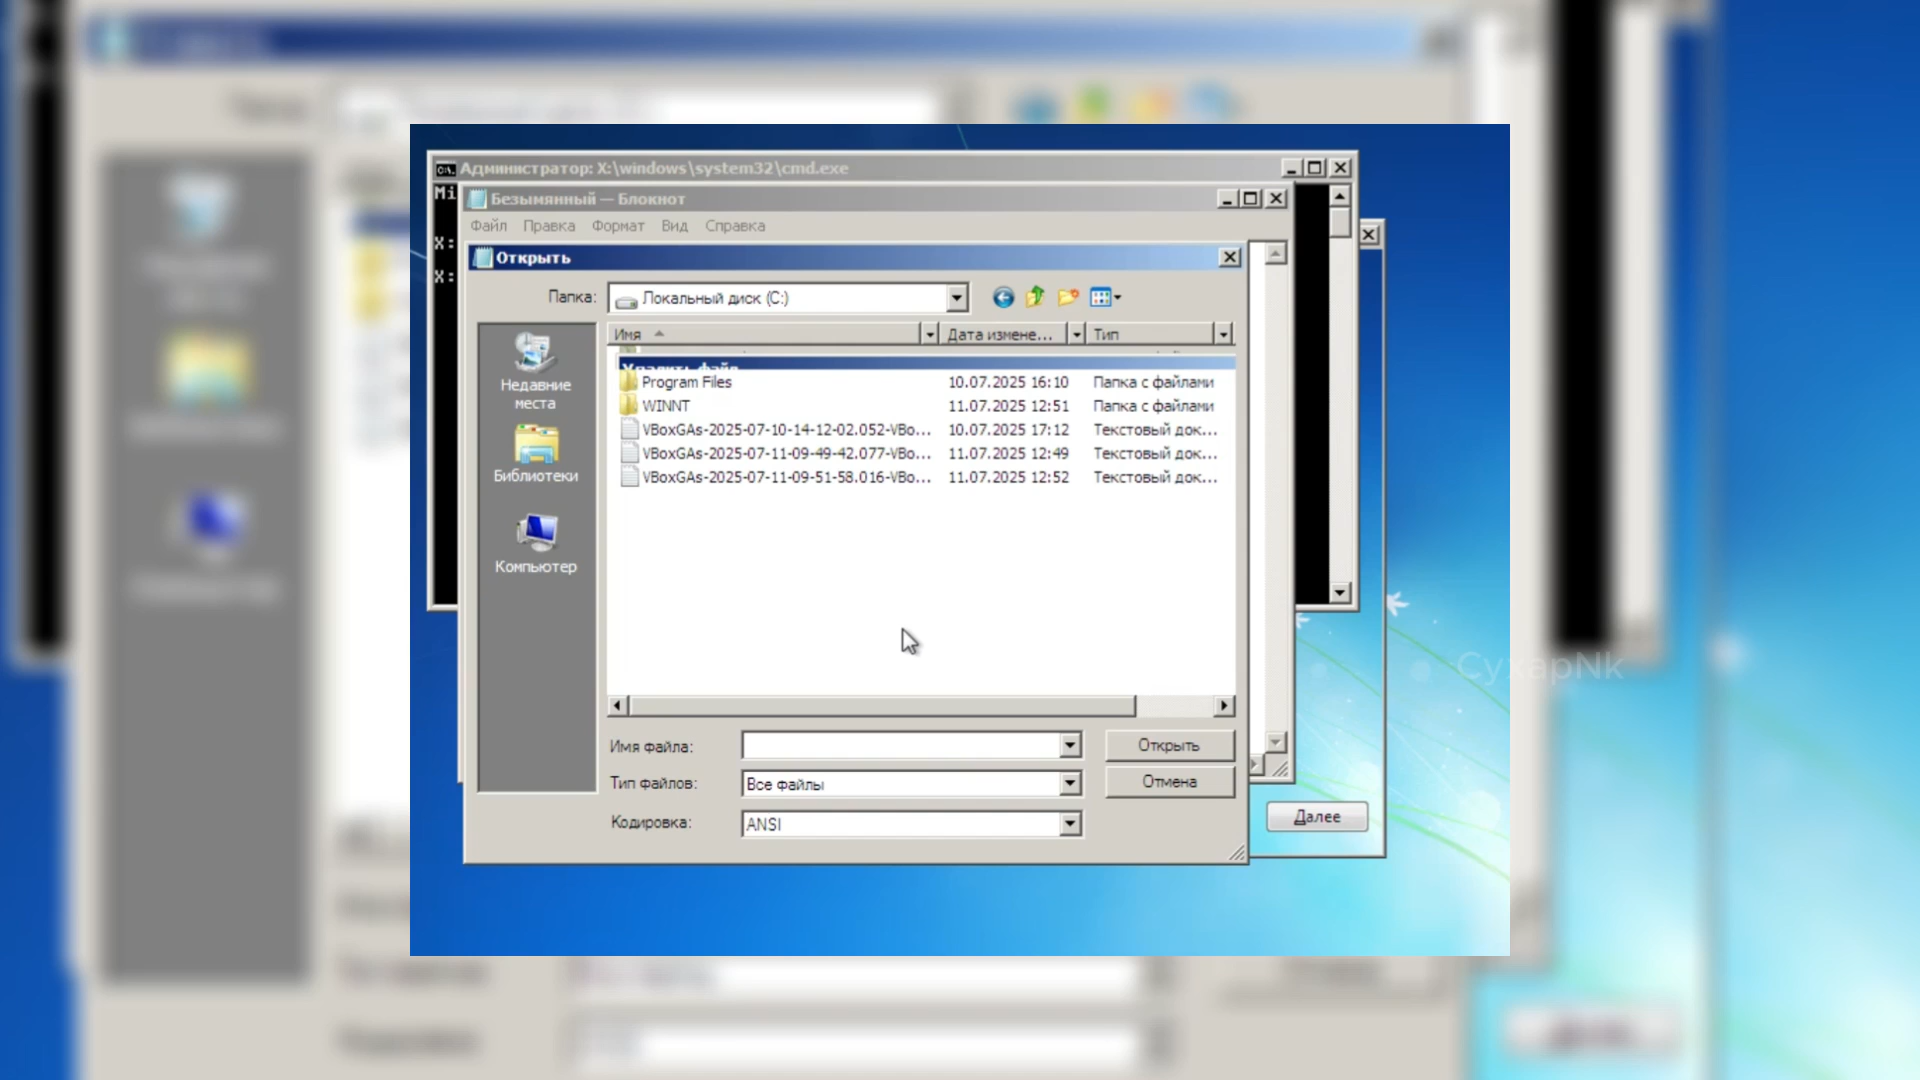 Администратор: X:\windows\system32\cmd.exe
Mi
Безымянный — Блокнот
Файл Правка Формат Вид Справка
X:
X:
Открыть
Папка: Локальный диск (C:)
Имя Дата измене... Тип
Удалить файл
Program Files 10.07.2025 16:10 Папка с файлами
WINNT 11.07.2025 12:51 Папка с файлами
VBoxGAs-2025-07-10-14-12-02.052-VBo... 10.07.2025 17:12 Текстовый док...
VBoxGAs-2025-07-11-09-49-42.077-VBo... 11.07.2025 12:49 Текстовый док...
VBoxGAs-2025-07-11-09-51-58.016-VBo... 11.07.2025 12:52 Текстовый док...
Недавние
места
Библиотеки
Компьютер
Имя файла: Открыть
Тип файлов: Все файлы Отмена
Кодировка: ANSI
Далее
СухарNk